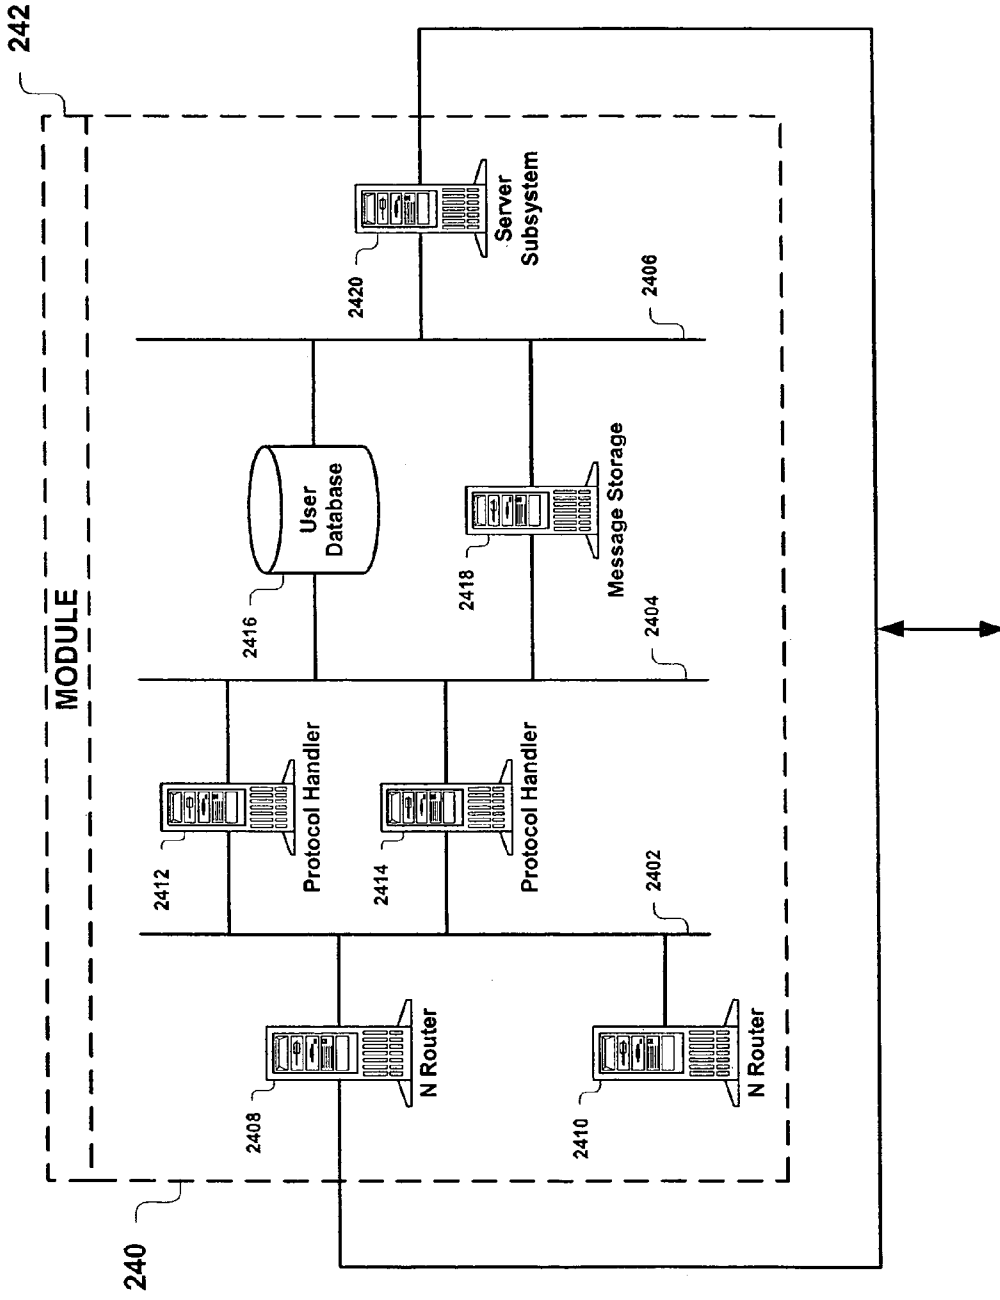 242
MODULE
240
2408
N Router
2410
N Router
2402
2412
Protocol Handler
2414
Protocol Handler
2404
2416
User
Database
2418
Message Storage
2406
2420
Server
Subsystem